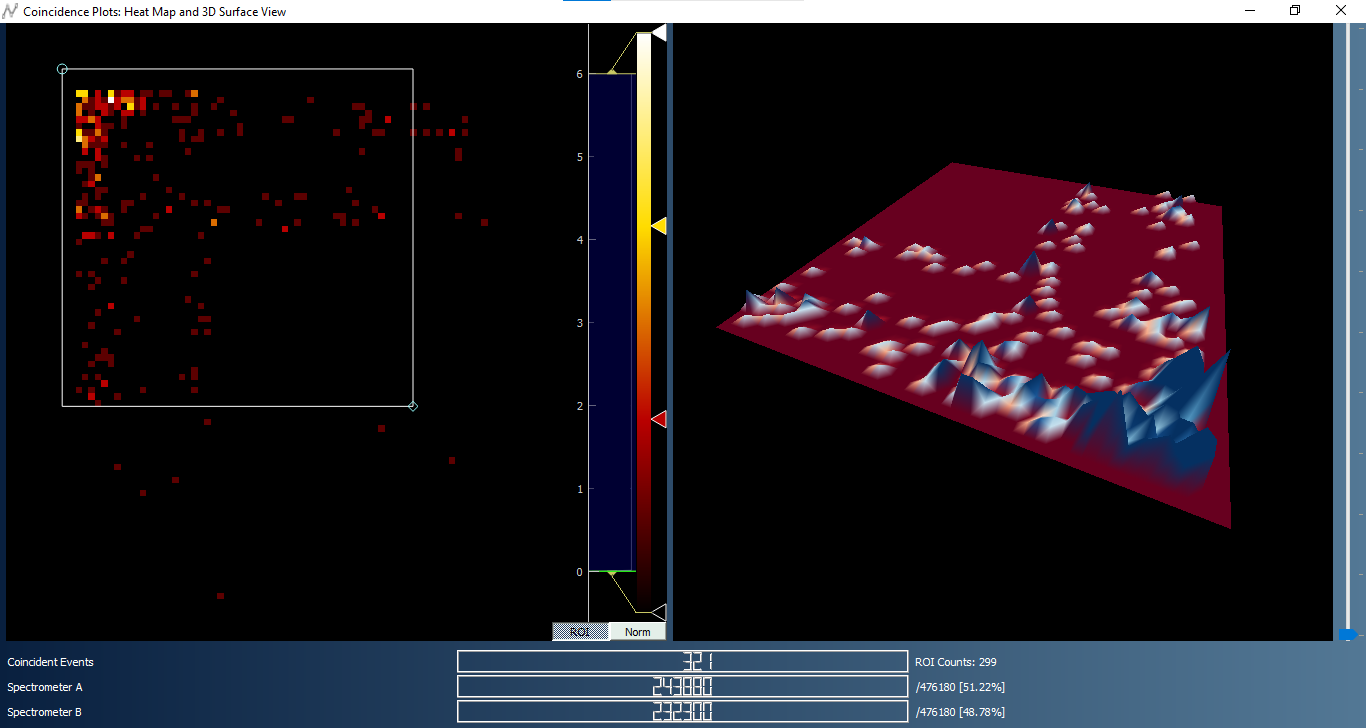 Coincidence Plots: Heat Map and 3D Surface View
6
5
4
3
2
1
0
ROI Norm
Coincident Events 321 ROI Counts: 299
Spectrometer A 243880 /476180 [51.22%]
Spectrometer B 232300 /476180 [48.78%]